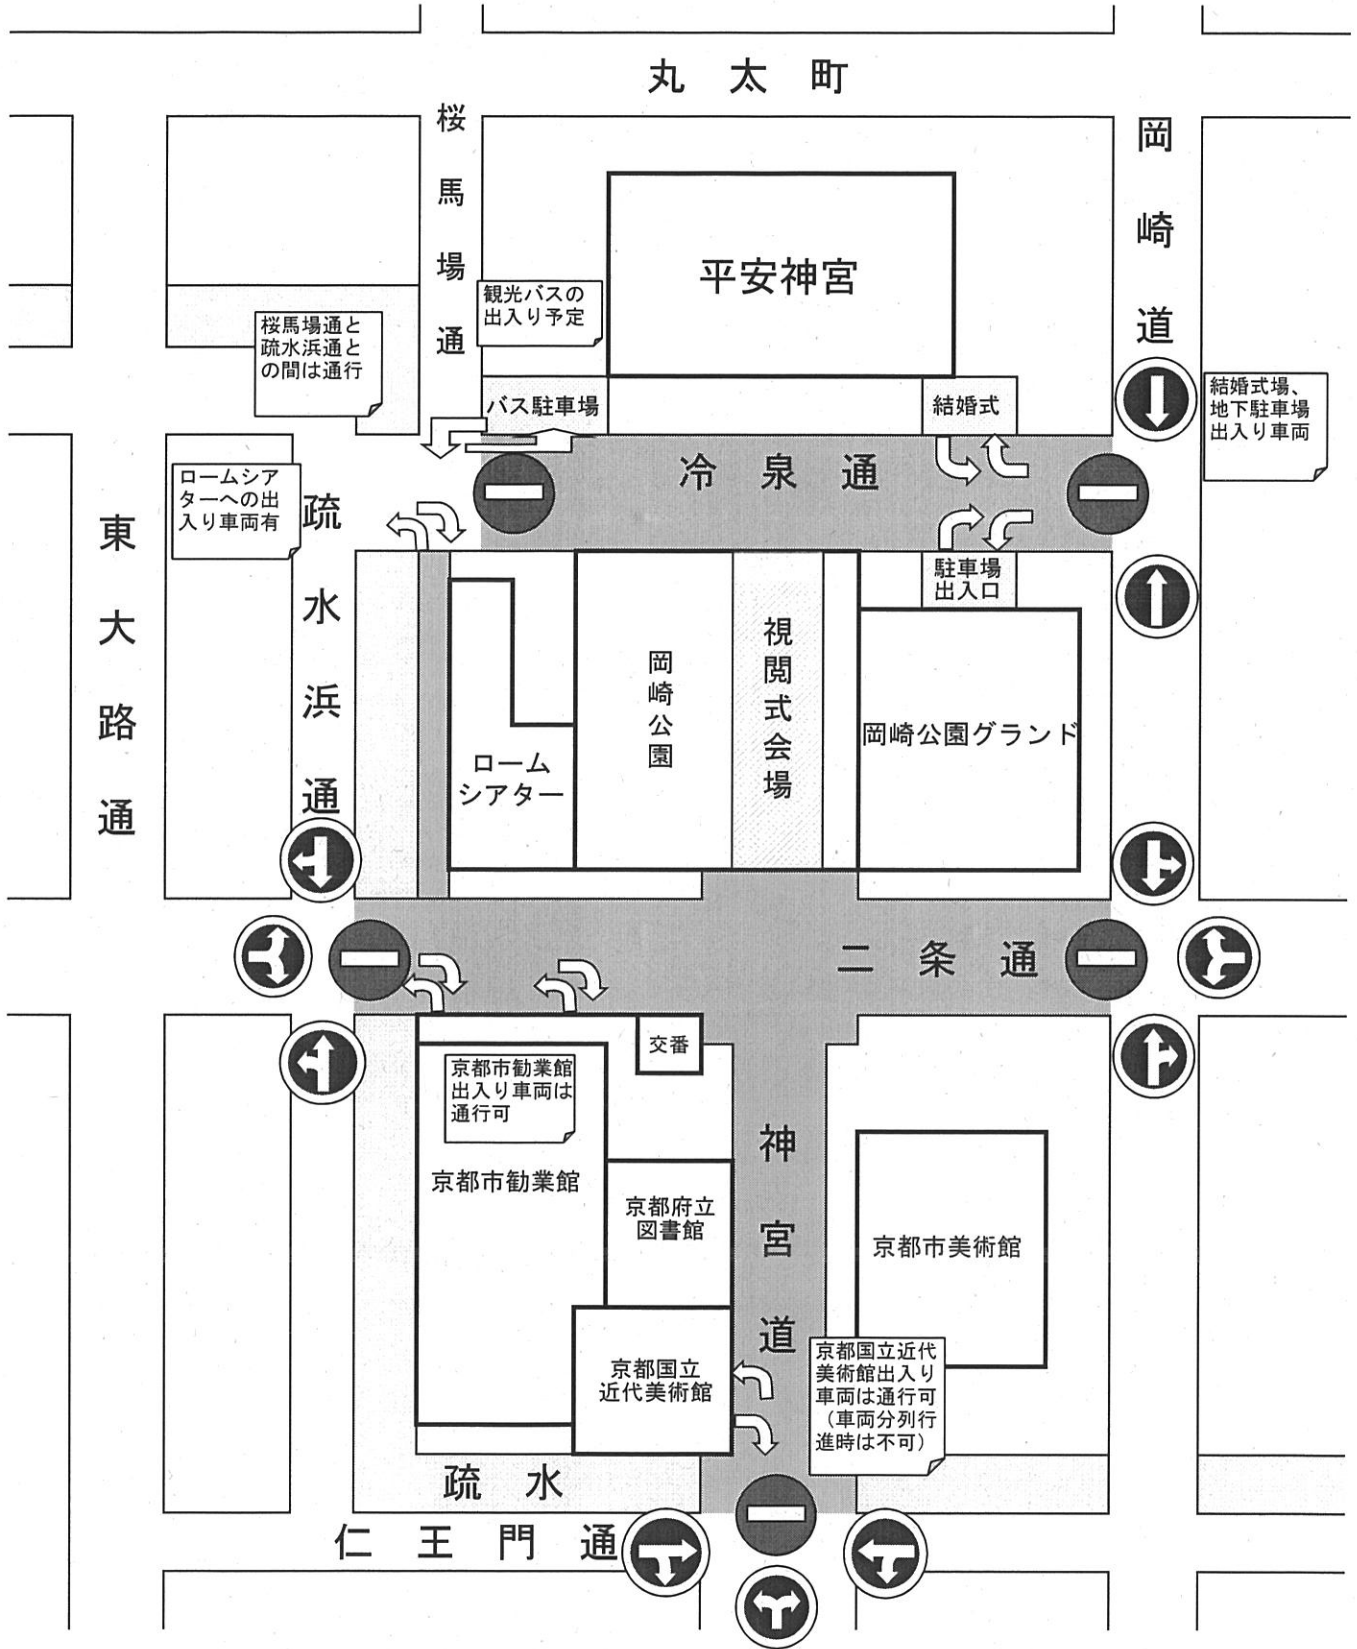 丸太町
桜馬場通
岡崎道
平安神宮
観光バスの
出入り予定
桜馬場通と
疏水浜通と
の間は通行
バス駐車場
結婚式
結婚式場、
地下駐車場
出入り車両
冷泉通
ロームシア
ターへの出
入り車両有
疏水浜通
東大路通
駐車場
出入口
岡崎公園
視閲式会場
岡崎公園グランド
ローム
シアター
二条通
交番
京都市勧業館
出入り車両は
通行可
京都市勧業館
神宮道
京都府立
図書館
京都市美術館
京都国立
近代美術館
京都国立近代
美術館出入り
車両は通行可
（車両分列行
進時は不可）
疏水
仁王門通